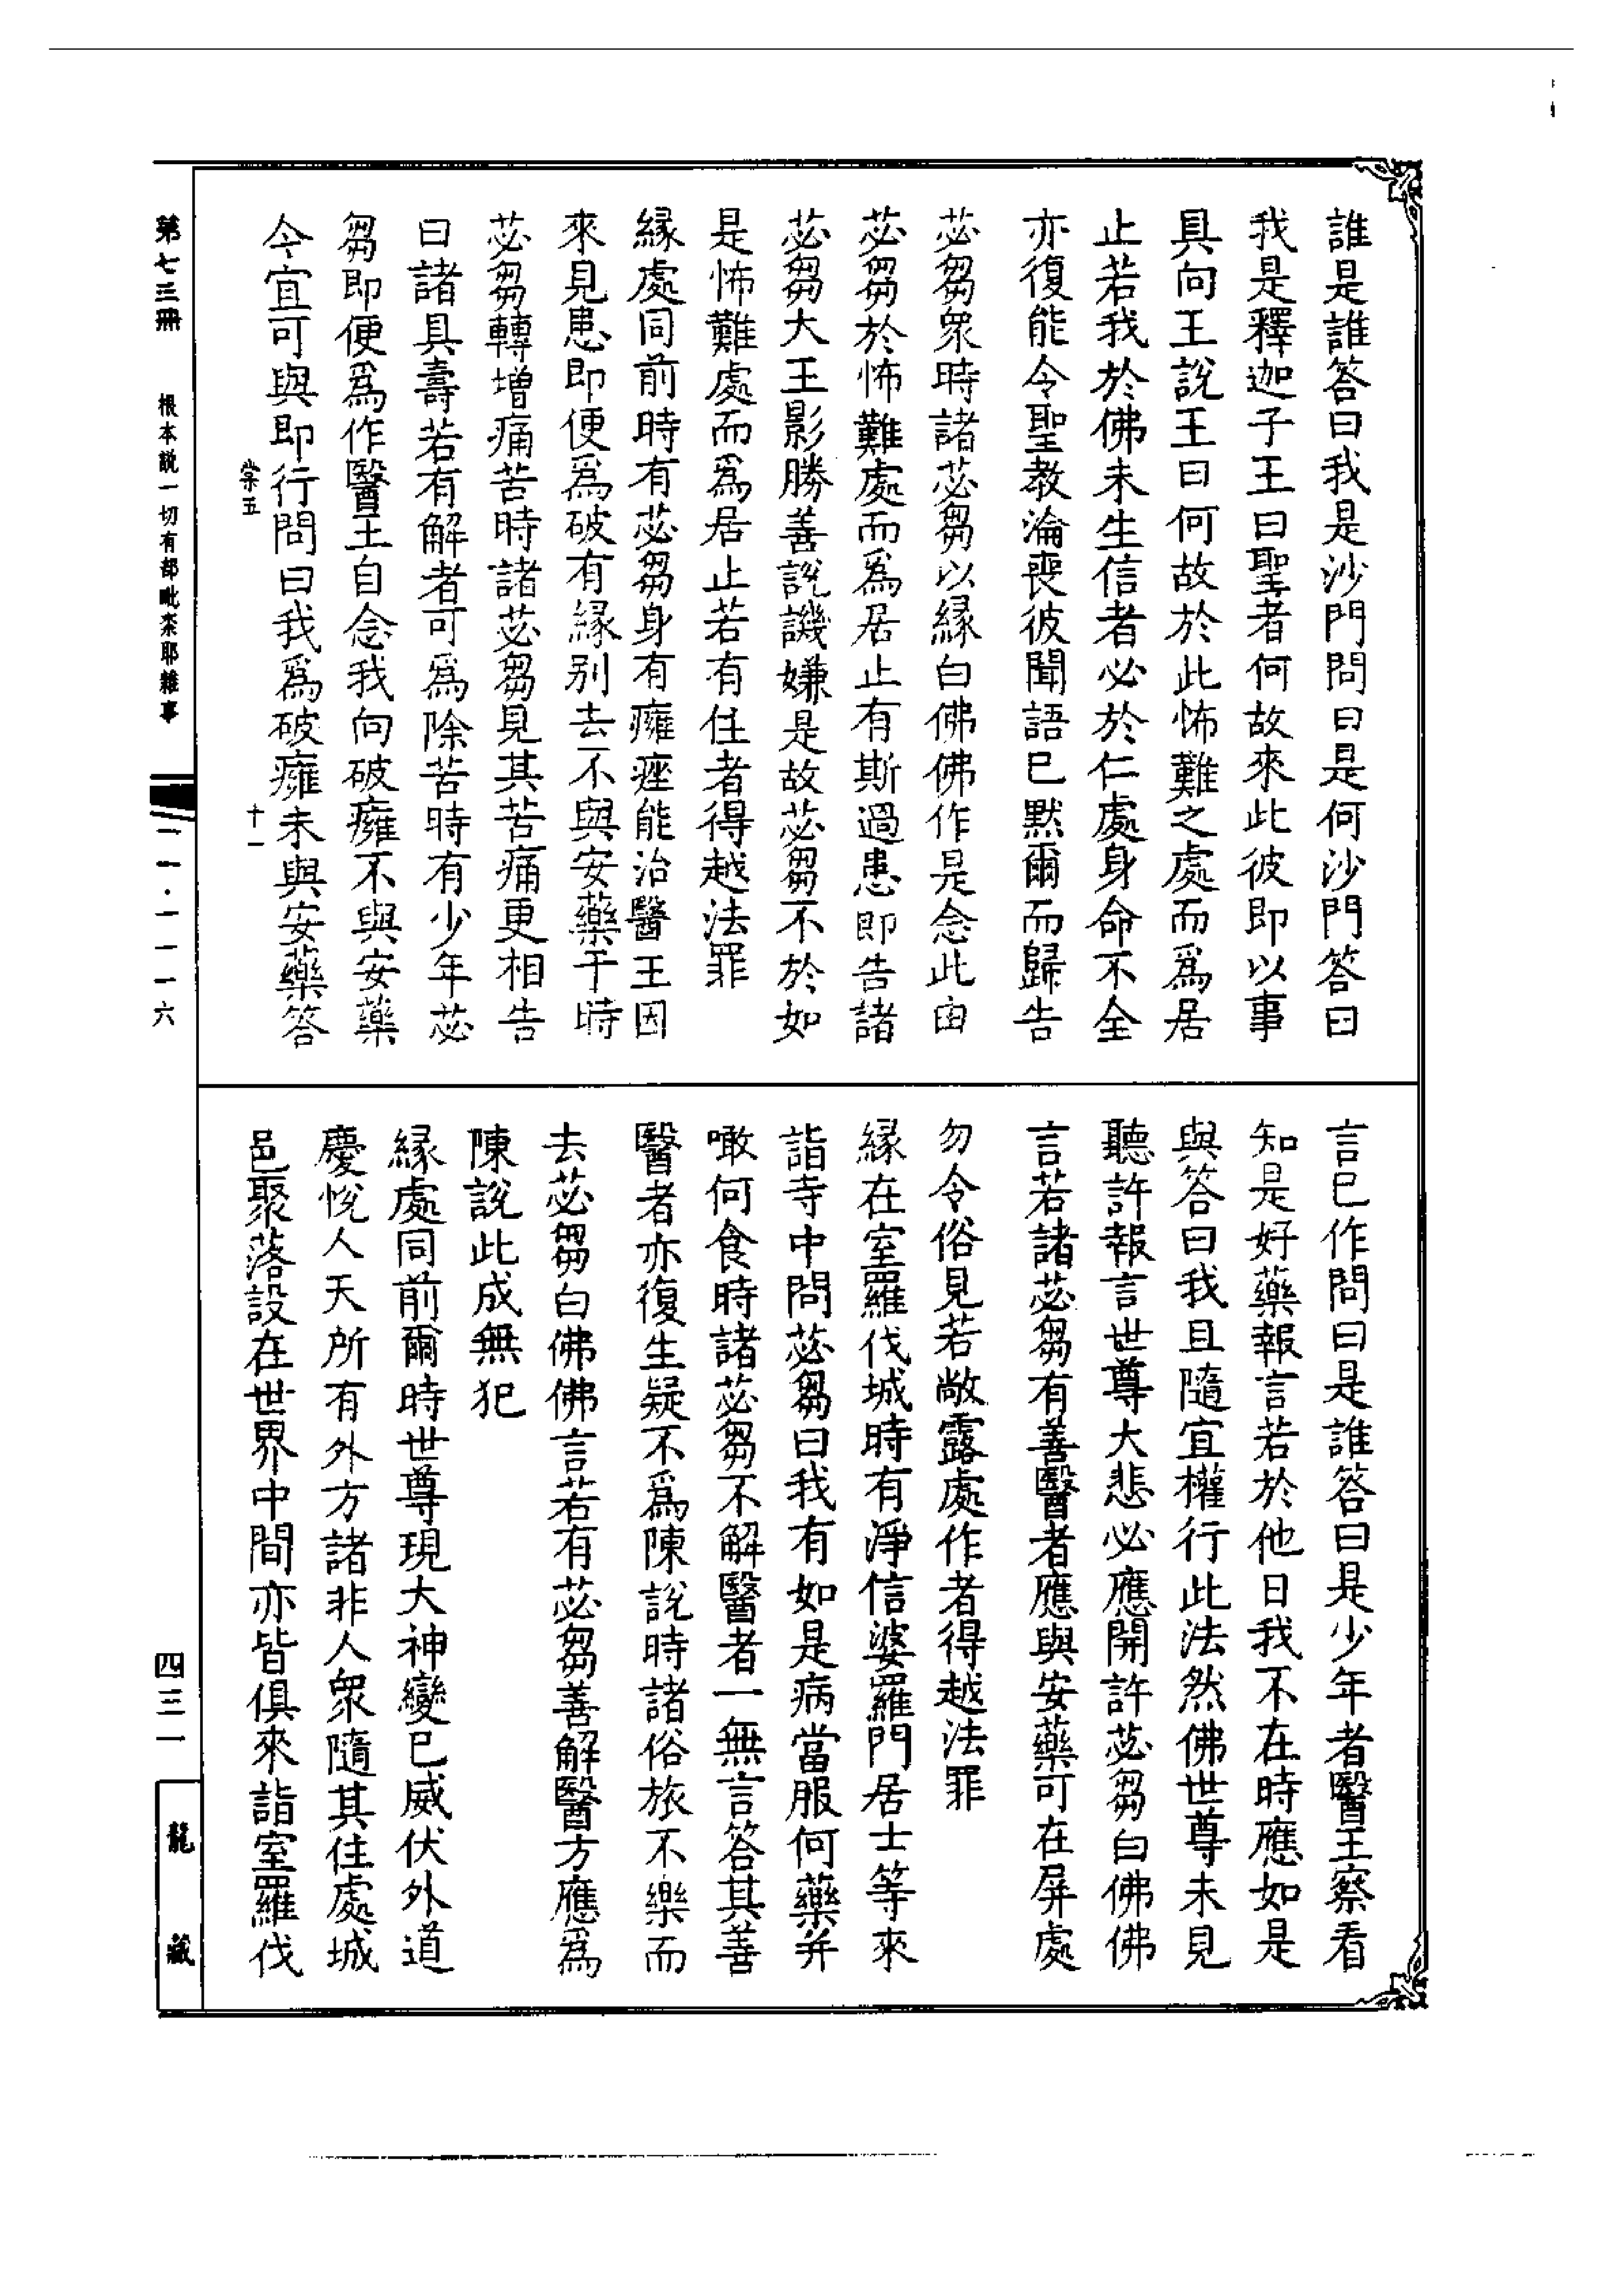 誰是誰答曰我是沙門問曰是何沙門答曰
我是釋迦子王曰聖者何故來此彼即以事
具向王說王曰何故於此怖難之處而爲居
止若我於佛未生信者必於仁處身命不全
亦復能令聖教淪喪彼聞語已默爾而歸告
苾芻衆時諸苾芻以緣白佛佛作是念此由
苾芻於怖難處而爲居止有斯過患即告諸
苾芻大王影勝善說譏嫌是故苾芻不於如
是怖難處而爲居止若有住者得越法罪
緣處同前時有苾芻身有癰痤能治醫王因
來見患即便爲破有緣別去不與安藥于時
苾芻轉增痛苦時諸苾芻見其苦痛更相告
曰諸具壽若有解者可爲除苦時有少年苾
芻即便爲作醫王自念我向破癰不與安藥
今宜可與即行問曰我爲破癰未與安藥答
棠五
十一
言已作問曰是誰答曰是少年者醫王察看
知是好藥報言若於他日我不在時應如是
與答曰我且隨宜權行此法然佛世尊未見
聽許報言世尊大悲必應開許苾芻白佛佛
言若諸苾芻有善醫者應與安藥可在屏處
勿令俗見若敞露處作者得越法罪
緣在室羅伐城時有淨信婆羅門居士等來
詣寺中問苾芻曰我有如是病當服何藥并
噉何食時諸苾芻不解醫者一無言答其善
醫者亦復生疑不爲陳說時諸俗旅不樂而
去苾芻白佛佛言若有苾芻善解醫方應爲
陳說此成無犯
緣處同前爾時世尊現大神變已威伏外道
慶悅人天所有外方諸非人衆隨其住處城
邑聚落設在世界中間亦皆俱來詣室羅伐
第七三冊
根本説一切有部毗柰耶雜事
一一·一一一六
四三一
龍藏